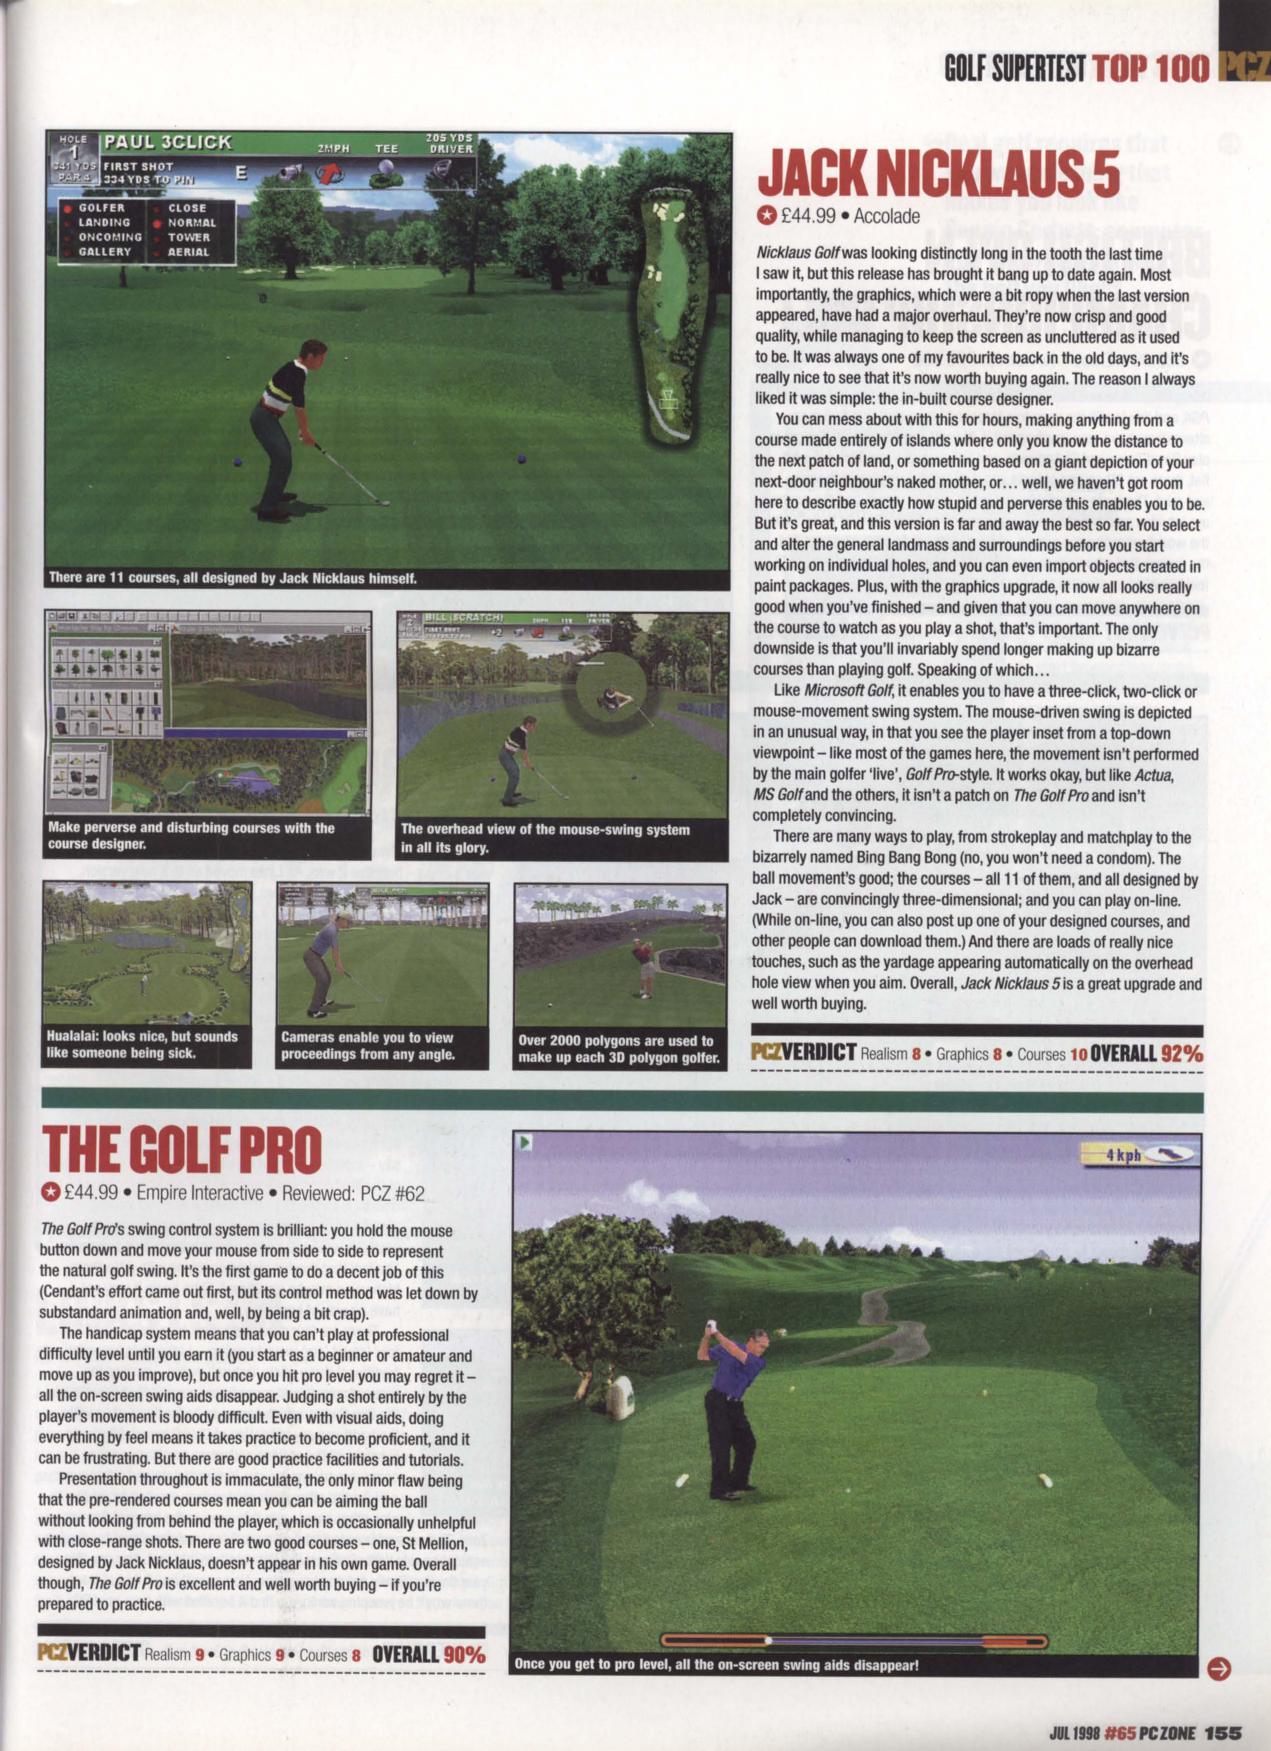 GOLF SUPERTEST TOP 100 PCZ
HOLE
1
341 YDS
PAR 4
PAUL 3CLICK
FIRST SHOT
334 YDS TO PIN
E
2MPH
TEE
205 YDS
DRIVER
GOLFER
LANDING
ONCOMING
GALLERY
CLOSE
NORMAL
TOWER
AERIAL
There are 11 courses, all designed by Jack Nicklaus himself.
Make perverse and disturbing courses with the
course designer.
BILL (SCRATCH)
The overhead view of the mouse-swing system
in all its glory.
Hualalai: looks nice, but sounds
like someone being sick.
Cameras enable you to view
proceedings from any angle.
Over 2000 polygons are used to
make up each 3D polygon golfer.
JACK NICKLAUS 5
£44.99 • Accolade
Nicklaus Golf was looking distinctly long in the tooth the last time
I saw it, but this release has brought it bang up to date again. Most
importantly, the graphics, which were a bit ropy when the last version
appeared, have had a major overhaul. They're now crisp and good
quality, while managing to keep the screen as uncluttered as it used
to be. It was always one of my favourites back in the old days, and it's
really nice to see that it's now worth buying again. The reason I always
liked it was simple: the in-built course designer.
You can mess about with this for hours, making anything from a
course made entirely of islands where only you know the distance to
the next patch of land, or something based on a giant depiction of your
next-door neighbour's naked mother, or... well, we haven't got room
here to describe exactly how stupid and perverse this enables you to be.
But it's great, and this version is far and away the best so far. You select
and alter the general landmass and surroundings before you start
working on individual holes, and you can even import objects created in
paint packages. Plus, with the graphics upgrade, it now all looks really
good when you've finished – and given that you can move anywhere on
the course to watch as you play a shot, that's important. The only
downside is that you'll invariably spend longer making up bizarre
courses than playing golf. Speaking of which...
Like Microsoft Golf, it enables you to have a three-click, two-click or
mouse-movement swing system. The mouse-driven swing is depicted
in an unusual way, in that you see the player inset from a top-down
viewpoint – like most of the games here, the movement isn't performed
by the main golfer 'live', Golf Pro-style. It works okay, but like Actua,
MS Golf and the others, it isn't a patch on The Golf Pro and isn't
completely convincing.
There are many ways to play, from strokeplay and matchplay to the
bizarrely named Bing Bang Bong (no, you won't need a condom). The
ball movement's good; the courses – all 11 of them, and all designed by
Jack – are convincingly three-dimensional; and you can play on-line.
(While on-line, you can also post up one of your designed courses, and
other people can download them.) And there are loads of really nice
touches, such as the yardage appearing automatically on the overhead
hole view when you aim. Overall, Jack Nicklaus 5 is a great upgrade and
well worth buying.
PCZVERDICT Realism 8 • Graphics 8 • Courses 10 OVERALL 92%
THE GOLF PRO
£44.99 • Empire Interactive • Reviewed: PCZ #62
The Golf Pro's swing control system is brilliant: you hold the mouse
button down and move your mouse from side to side to represent
the natural golf swing. It's the first game to do a decent job of this
(Cendant's effort came out first, but its control method was let down by
substandard animation and, well, by being a bit crap).
The handicap system means that you can't play at professional
difficulty level until you earn it (you start as a beginner or amateur and
move up as you improve), but once you hit pro level you may regret it –
all the on-screen swing aids disappear. Judging a shot entirely by the
player's movement is bloody difficult. Even with visual aids, doing
everything by feel means it takes practice to become proficient, and it
can be frustrating. But there are good practice facilities and tutorials.
Presentation throughout is immaculate, the only minor flaw being
that the pre-rendered courses mean you can be aiming the ball
without looking from behind the player, which is occasionally unhelpful
with close-range shots. There are two good courses – one, St Mellion,
designed by Jack Nicklaus, doesn't appear in his own game. Overall
though, The Golf Pro is excellent and well worth buying – if you're
prepared to practice.
PCZVERDICT Realism 9 • Graphics 9 • Courses 8 OVERALL 90%
4 kph
Once you get to pro level, all the on-screen swing aids disappear!
JUL 1998 #65 PC ZONE 155